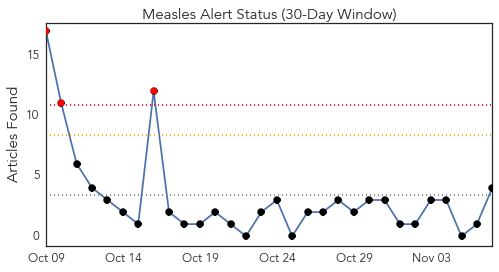 Measles Alert Status (30-Day Window)
Articles Found
15
10
5
0
Oct 09 Oct 14 Oct 19 Oct 24 Oct 29 Nov 03